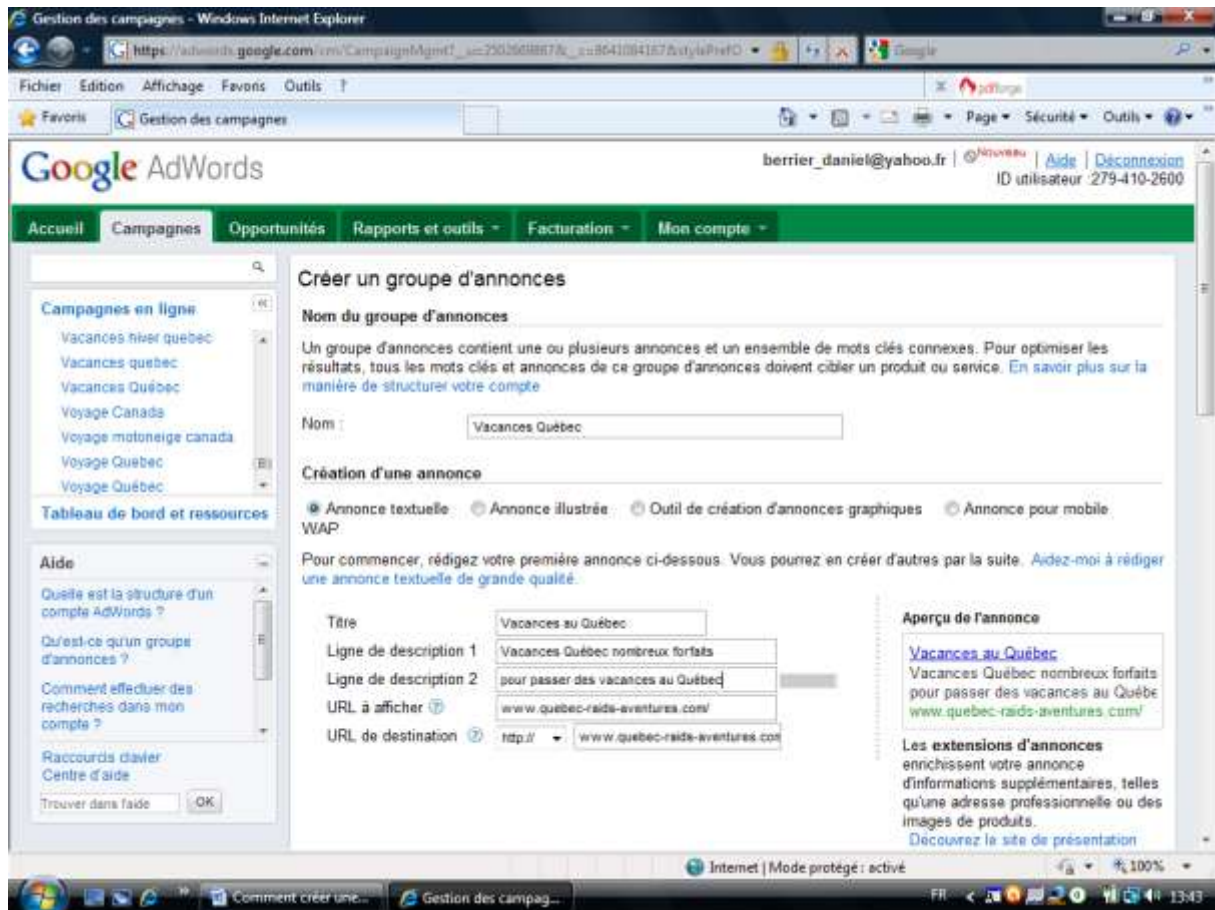 Gestion des campagnes - Windows Internet Explorer
Google
Fichier Edition Affichage Favoris Outils ?
pdfforge
Favoris Gestion des campagnes
Page Sécurité Outils
Google AdWords
berrier_daniel@yahoo.fr | Nouveau | Aide | Déconnexion
ID utilisateur :279-410-2600
Accueil Campagnes Opportunités Rapports et outils Facturation Mon compte
Campagnes en ligne
Vacances hiver quebec
Vacances quebec
Vacances Québec
Voyage Canada
Voyage motoneige canada
Voyage Quebec
Voyage Québec
Tableau de bord et ressources
Aide
Quelle est la structure d'un
compte AdWords ?
Qu'est-ce qu'un groupe
d'annonces ?
Comment effectuer des
recherches dans mon
compte ?
Raccourcis clavier
Centre d'aide
Trouver dans l'aide OK
Créer un groupe d'annonces
Nom du groupe d'annonces
Un groupe d'annonces contient une ou plusieurs annonces et un ensemble de mots clés connexes. Pour optimiser les
résultats, tous les mots clés et annonces de ce groupe d'annonces doivent cibler un produit ou service. En savoir plus sur la
manière de structurer votre compte
Nom : Vacances Québec
Création d'une annonce
Annonce textuelle Annonce illustrée Outil de création d'annonces graphiques Annonce pour mobile
WAP
Pour commencer, rédigez votre première annonce ci-dessous. Vous pourrez en créer d'autres par la suite. Aidez-moi à rédiger
une annonce textuelle de grande qualité.
Titre Vacances au Québec
Ligne de description 1 Vacances Québec nombreux forfaits
Ligne de description 2 pour passer des vacances au Québec
URL à afficher www.quebec-raids-aventures.com/
URL de destination http:// www.quebec-raids-aventures.com
Aperçu de l'annonce
Vacances au Québec
Vacances Québec nombreux forfaits
pour passer des vacances au Québe
www.quebec-raids-aventures.com/
Les extensions d'annonces
enrichissent votre annonce
d'informations supplémentaires, telles
qu'une adresse professionnelle ou des
images de produits.
Découvrez le site de présentation
Internet | Mode protégé : activé 100%
Comment créer une... Gestion des campag... FR 13:43